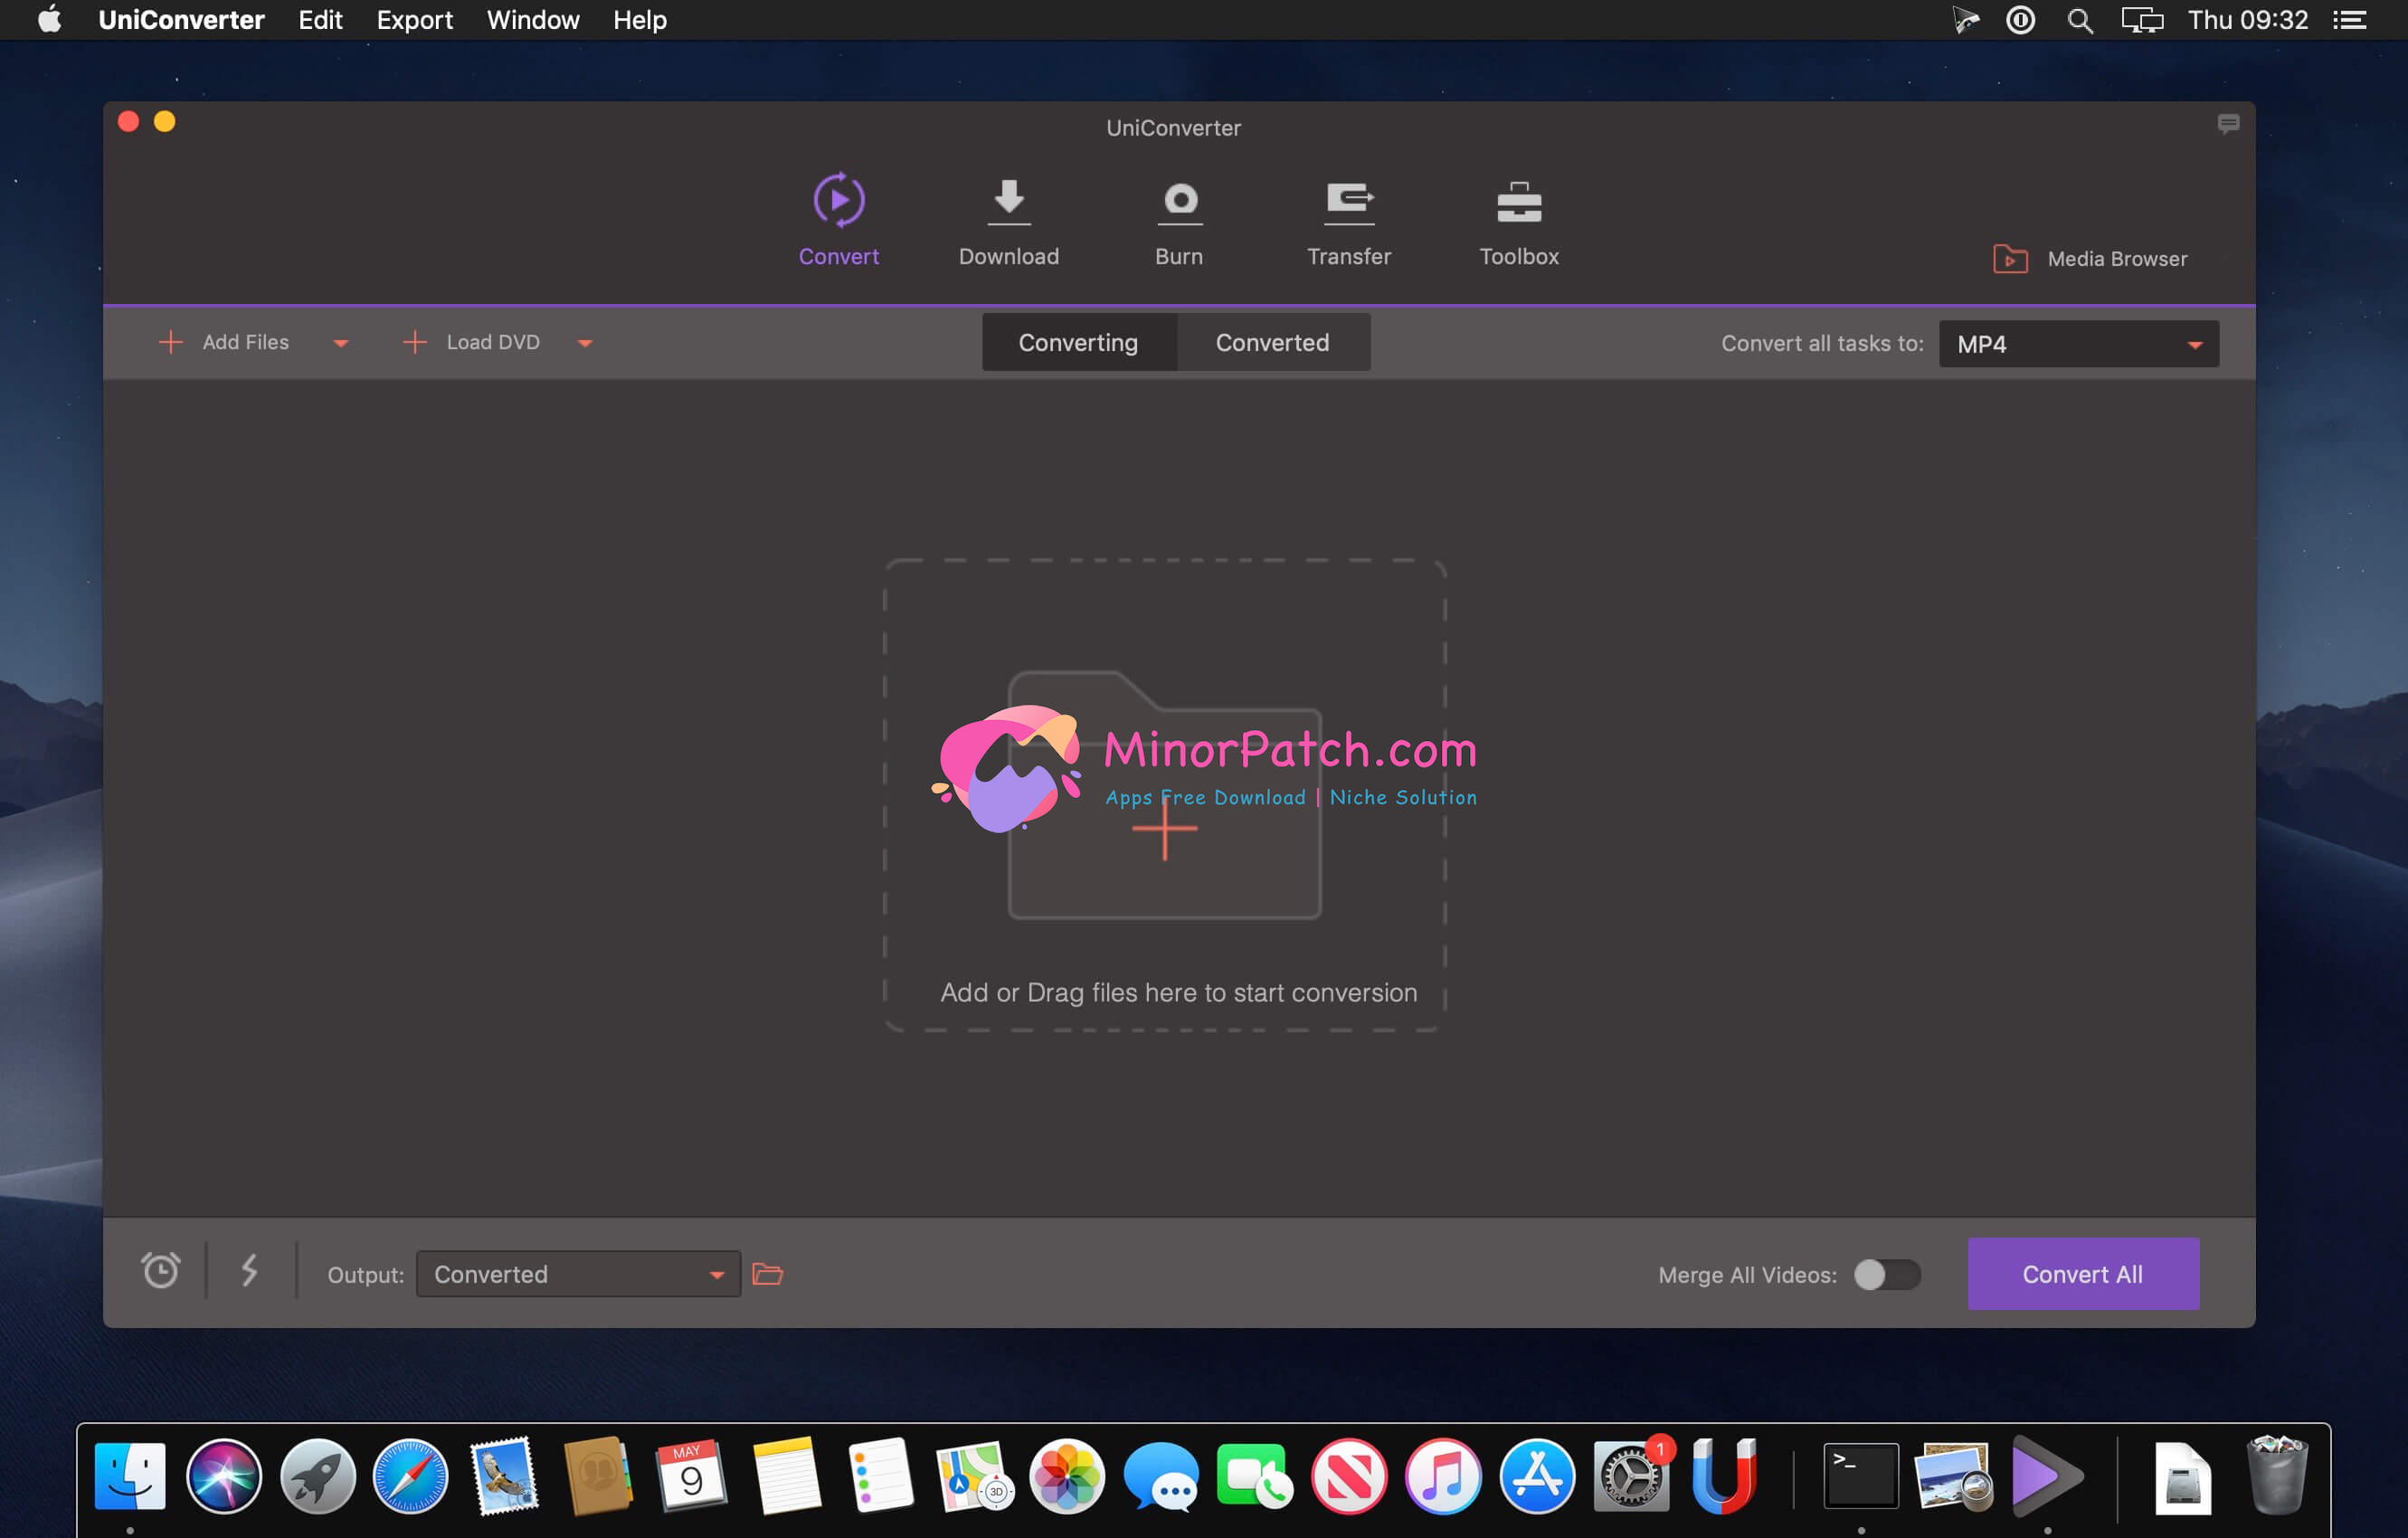 UniConverter Edit Export Window Help Thu 09:32
UniConverter
Convert Download Burn Transfer Toolbox
Media Browser
Add Files Load DVD Converting Converted Convert all tasks to: MP4
MinorPatch.com
Apps Free Download | Niche Solution
Add or Drag files here to start conversion
Output: Converted Merge All Videos: Convert All
MAY
9
3D
1
>_